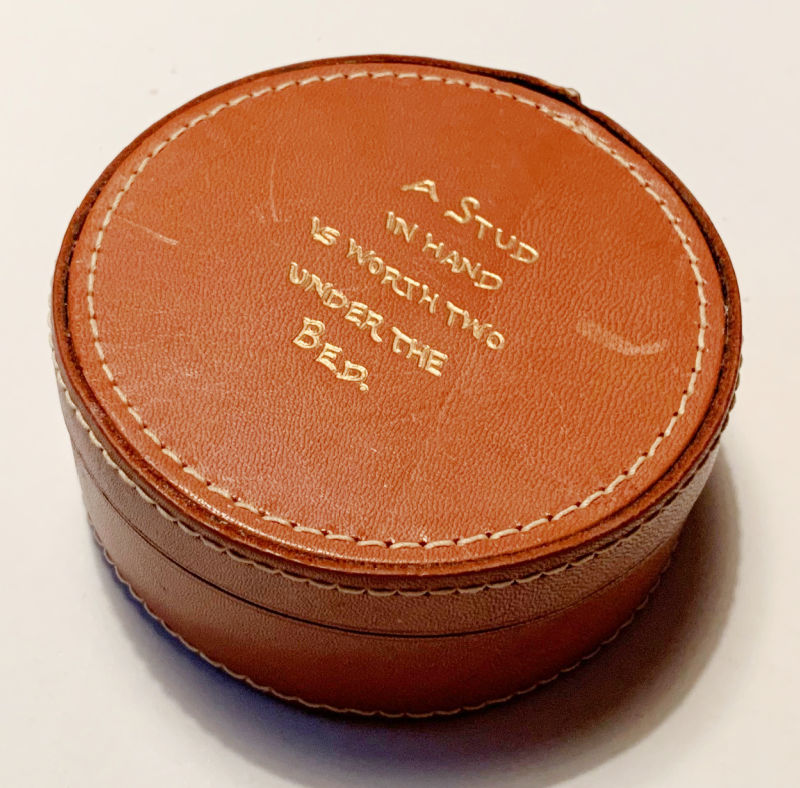 A STUD
IN HAND
IS WORTH TWO
UNDER THE
BED.